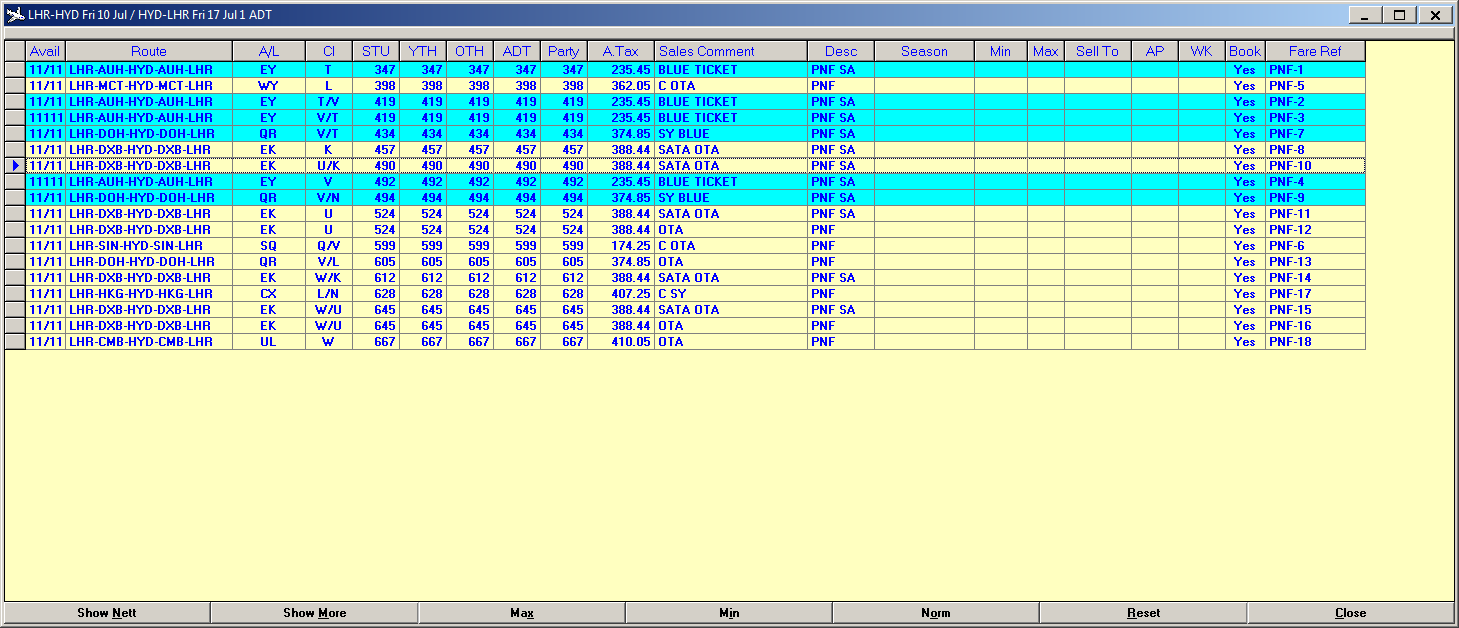 LHR-HYD Fri 10 Jul / HYD-LHR Fri 17 Jul 1 ADT
Avail Route A/L Cl STU YTH OTH ADT Party A.Tax Sales Comment Desc Season Min Max Sell To AP WK Book Fare Ref
11/11 LHR-AUH-HYD-AUH-LHR EY T 347 347 347 347 347 235.45 BLUE TICKET PNF SA Yes PNF-1
11/11 LHR-MCT-HYD-MCT-LHR WY L 398 398 398 398 398 362.05 C OTA PNF Yes PNF-5
11/11 LHR-AUH-HYD-AUH-LHR EY T/V 419 419 419 419 419 235.45 BLUE TICKET PNF SA Yes PNF-2
11111 LHR-AUH-HYD-AUH-LHR EY V/T 419 419 419 419 419 235.45 BLUE TICKET PNF SA Yes PNF-3
11/11 LHR-DOH-HYD-DOH-LHR QR V/T 434 434 434 434 434 374.85 SY BLUE PNF SA Yes PNF-7
11/11 LHR-DXB-HYD-DXB-LHR EK K 457 457 457 457 457 388.44 SATA OTA PNF SA Yes PNF-8
11/11 LHR-DXB-HYD-DXB-LHR EK U/K 490 490 490 490 490 388.44 SATA OTA PNF SA Yes PNF-10
11111 LHR-AUH-HYD-AUH-LHR EY V 492 492 492 492 492 235.45 BLUE TICKET PNF SA Yes PNF-4
11/11 LHR-DOH-HYD-DOH-LHR QR V/N 494 494 494 494 494 374.85 SY BLUE PNF SA Yes PNF-9
11/11 LHR-DXB-HYD-DXB-LHR EK U 524 524 524 524 524 388.44 SATA OTA PNF SA Yes PNF-11
11/11 LHR-DXB-HYD-DXB-LHR EK U 524 524 524 524 524 388.44 OTA PNF Yes PNF-12
11/11 LHR-SIN-HYD-SIN-LHR SQ Q/V 599 599 599 599 599 174.25 C OTA PNF Yes PNF-6
11/11 LHR-DOH-HYD-DOH-LHR QR V/L 605 605 605 605 605 374.85 OTA PNF Yes PNF-13
11/11 LHR-DXB-HYD-DXB-LHR EK W/K 612 612 612 612 612 388.44 SATA OTA PNF SA Yes PNF-14
11/11 LHR-HKG-HYD-HKG-LHR CX L/N 628 628 628 628 628 407.25 C SY PNF Yes PNF-17
11/11 LHR-DXB-HYD-DXB-LHR EK W/U 645 645 645 645 645 388.44 SATA OTA PNF SA Yes PNF-15
11/11 LHR-DXB-HYD-DXB-LHR EK W/U 645 645 645 645 645 388.44 OTA PNF Yes PNF-16
11/11 LHR-CMB-HYD-CMB-LHR UL W 667 667 667 667 667 410.05 OTA PNF Yes PNF-18
Show Nett Show More Max Min Norm Reset Close